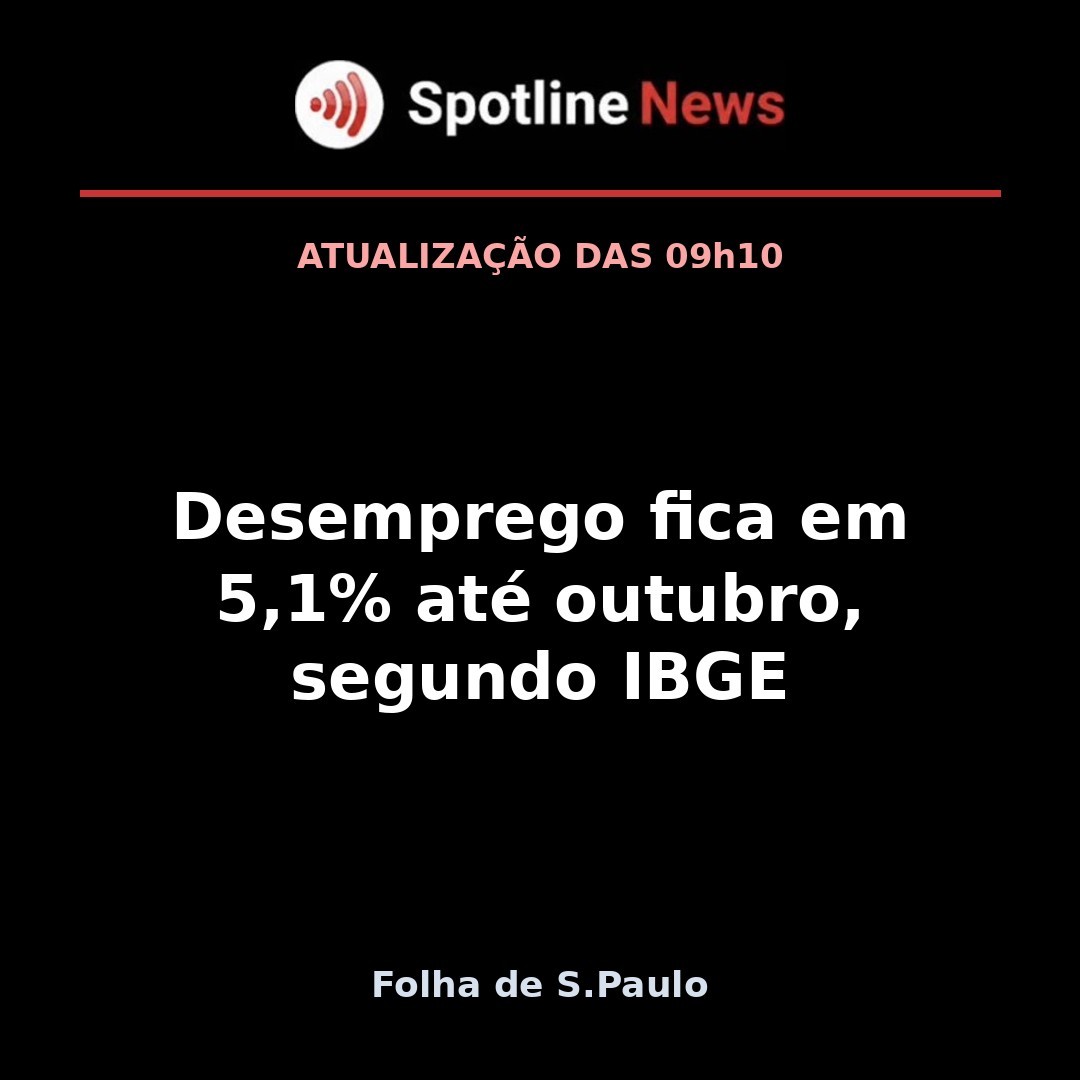 Spotline News
ATUALIZAÇÃO DAS 09h10
Desemprego fica em
5,1% até outubro,
segundo IBGE
Folha de S.Paulo